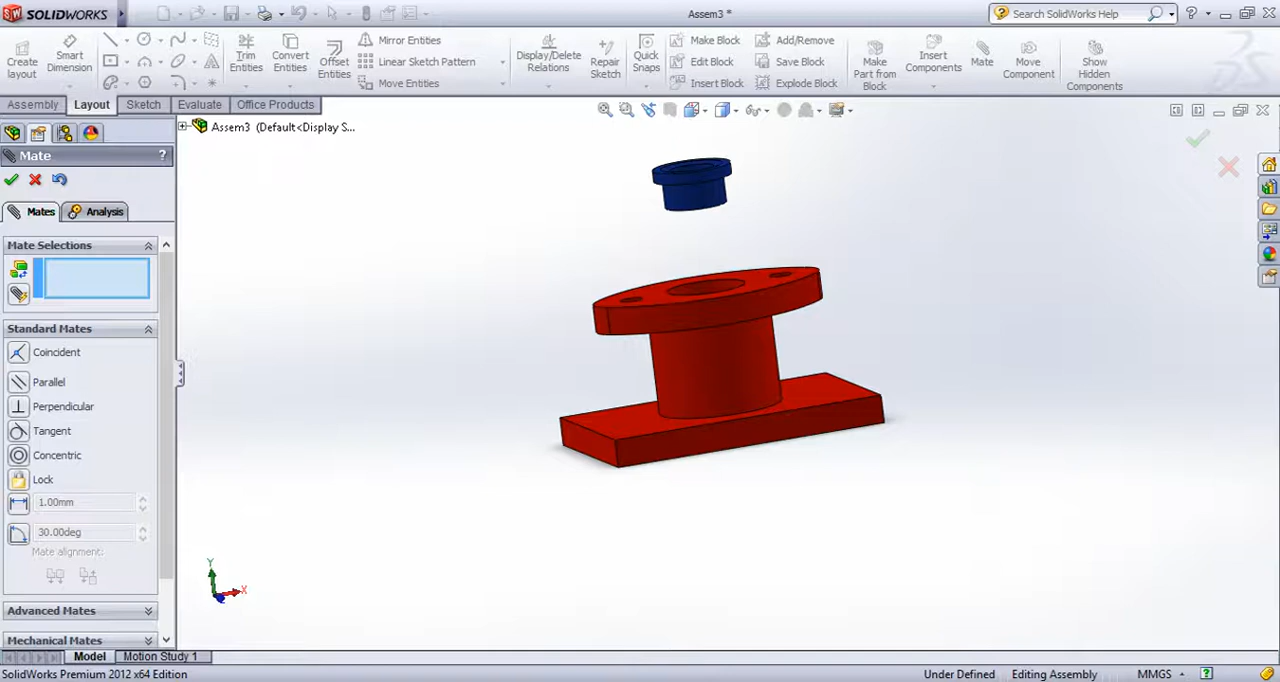 SOLIDWORKS
Assem3 *
Search SolidWorks Help
Create layout
Smart Dimension
Trim Entities
Convert Entities
Offset Entities
Mirror Entities
Linear Sketch Pattern
Move Entities
Display/Delete Relations
Repair Sketch
Quick Snaps
Make Block
Edit Block
Insert Block
Add/Remove
Save Block
Explode Block
Make Part from Block
Insert Components
Mate
Move Component
Show Hidden Components
Assembly
Layout
Sketch
Evaluate
Office Products
Assem3 (Default<Display S...
Mate
?
Mates
Analysis
Mate Selections
Standard Mates
Coincident
Parallel
Perpendicular
Tangent
Concentric
Lock
1.00mm
30.00deg
Mate alignment:
Advanced Mates
Mechanical Mates
Y
X
Model
Motion Study 1
SolidWorks Premium 2012 x64 Edition
Under Defined
Editing Assembly
MMGS
?